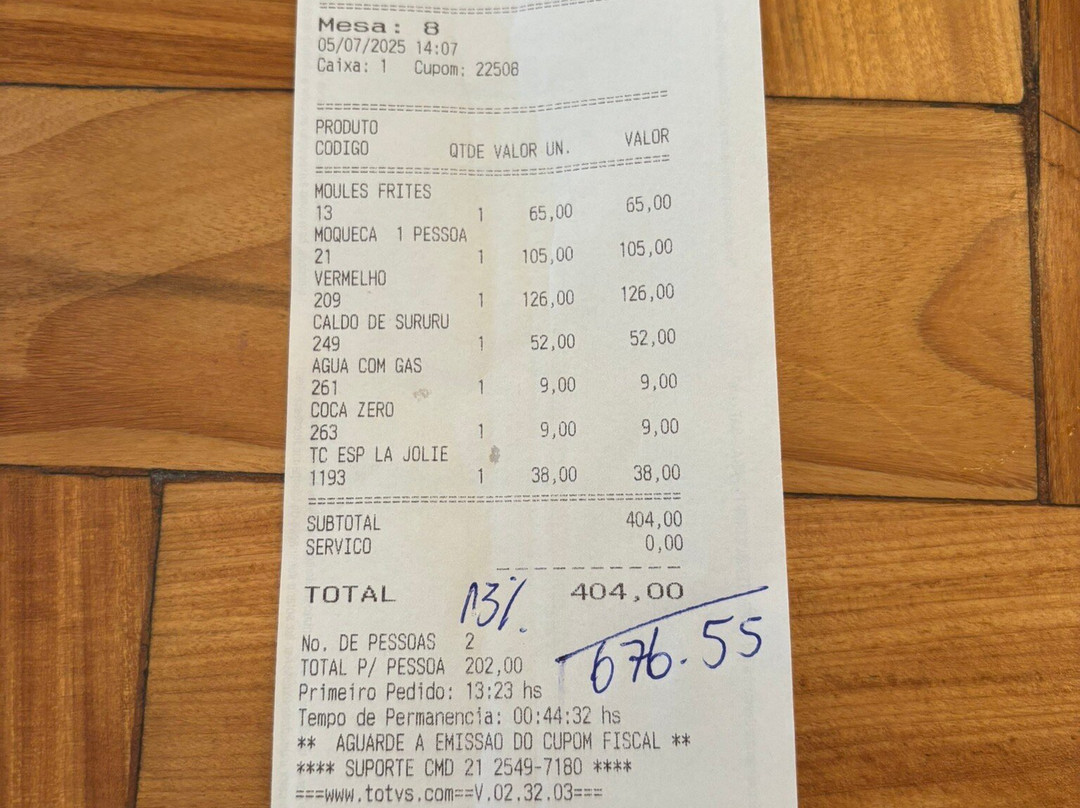 Mesa: 8
05/07/2025 14:07
Caixa: 1 Cupom: 22508
PRODUTO
CODIGO QTDE VALOR UN. VALOR
MOULES FRITES
13 1 65,00 65,00
MOQUECA 1 PESSOA
21 1 105,00 105,00
VERMELHO
209 1 126,00 126,00
CALDO DE SURURU
249 1 52,00 52,00
AGUA COM GAS
261 1 9,00 9,00
COCA ZERO
263 1 9,00 9,00
TC ESP LA JOLIE
1193 1 38,00 38,00
SUBTOTAL 404,00
SERVICO 0,00
TOTAL 13% 404,00
676.55
No. DE PESSOAS 2
TOTAL P/ PESSOA 202,00
Primeiro Pedido: 13:23 hs
Tempo de Permanencia: 00:44:32 hs
** AGUARDE A EMISSAO DO CUPOM FISCAL **
**** SUPORTE CMD 21 2549-7180 ****
===www.totvs.com==V.02.32.03===